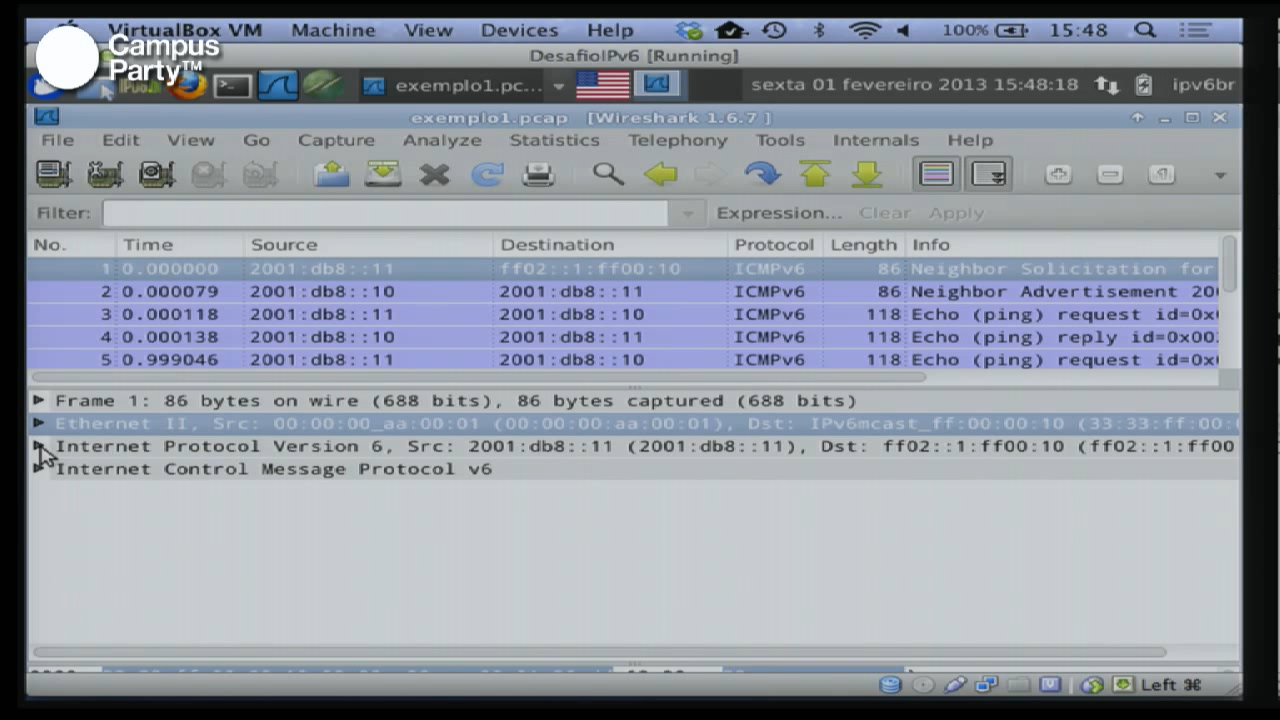 VirtualBox VM Machine View Devices Help 100% 15:48
Campus
Party™
DesafioIPv6 [Running]
exemplo1.pc... sexta 01 fevereiro 2013 15:48:18 ipv6br
exemplo1.pcap [Wireshark 1.6.7 ]
File Edit View Go Capture Analyze Statistics Telephony Tools Internals Help
Filter: Expression... Clear Apply
No. Time Source Destination Protocol Length Info
1 0.000000 2001:db8::11 ff02::1:ff00:10 ICMPv6 86 Neighbor Solicitation for
2 0.000079 2001:db8::10 2001:db8::11 ICMPv6 86 Neighbor Advertisement 200
3 0.000118 2001:db8::11 2001:db8::10 ICMPv6 118 Echo (ping) request id=0x0
4 0.000138 2001:db8::10 2001:db8::11 ICMPv6 118 Echo (ping) reply id=0x00
5 0.999046 2001:db8::11 2001:db8::10 ICMPv6 118 Echo (ping) request id=0x0
Frame 1: 86 bytes on wire (688 bits), 86 bytes captured (688 bits)
Ethernet II, Src: 00:00:00_aa:00:01 (00:00:00:aa:00:01), Dst: IPv6mcast_ff:00:00:10 (33:33:ff:00:
Internet Protocol Version 6, Src: 2001:db8::11 (2001:db8::11), Dst: ff02::1:ff00:10 (ff02::1:ff00
Internet Control Message Protocol v6
Left ⌘